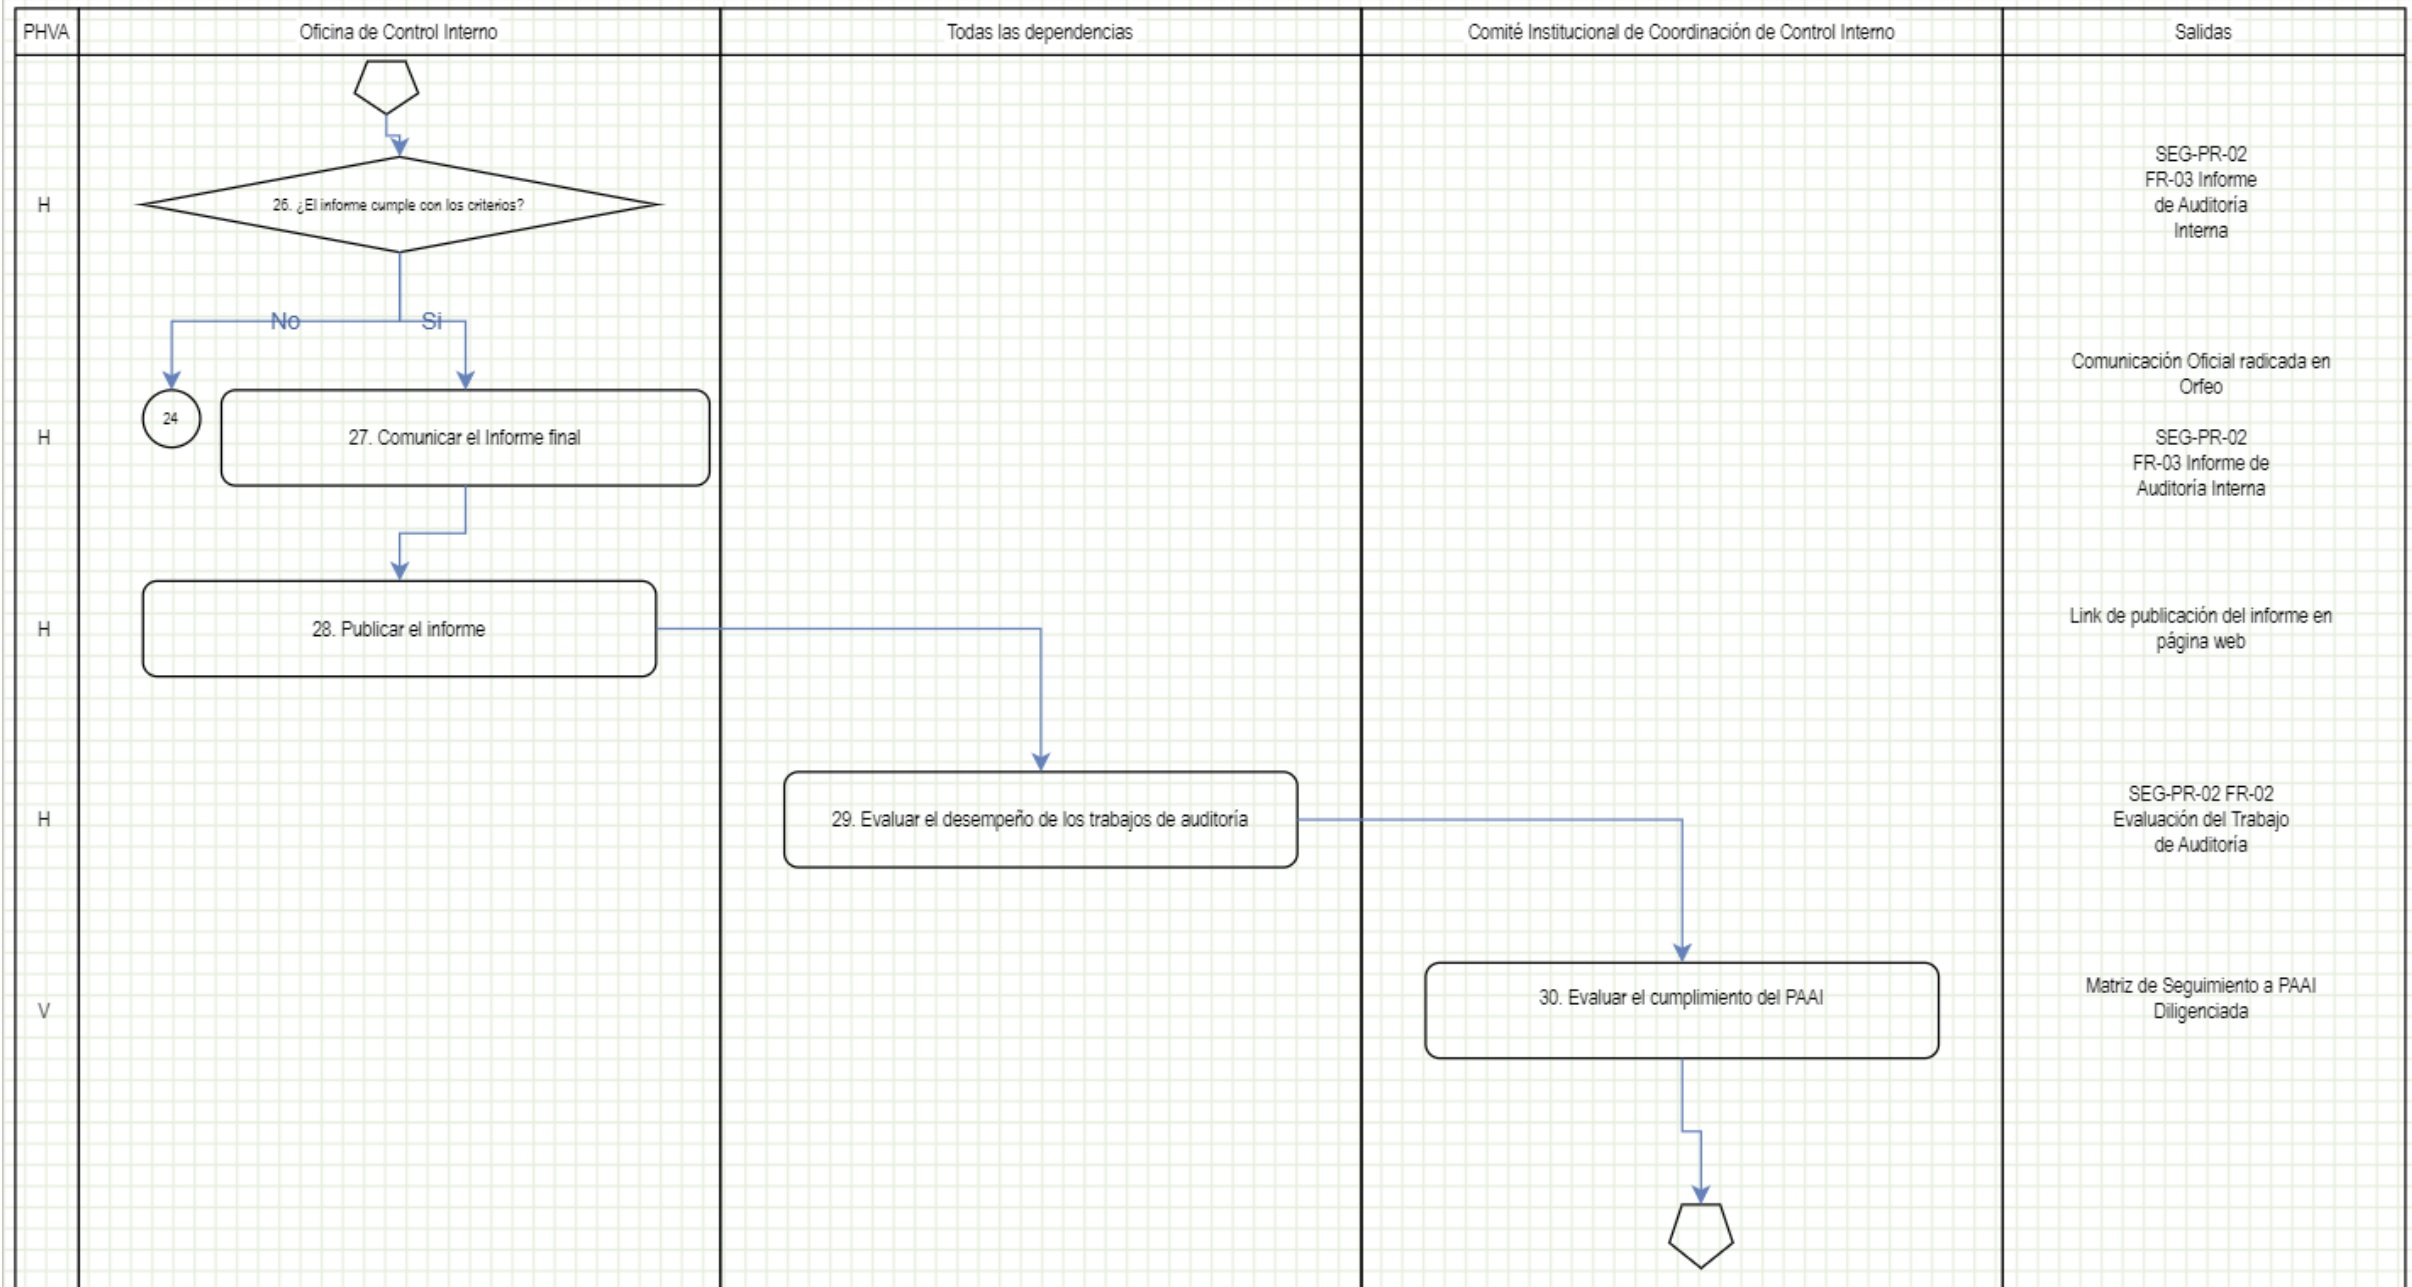 PHVA
Oficina de Control Interno
Todas las dependencias
Comité Institucional de Coordinación de Control Interno
Salidas
H
26. ¿El informe cumple con los criterios?
SEG-PR-02
FR-03 Informe
de Auditoría
Interna
No
Si
24
H
27. Comunicar el Informe final
Comunicación Oficial radicada en
Orfeo
SEG-PR-02
FR-03 Informe de
Auditoría Interna
H
28. Publicar el informe
Link de publicación del informe en
página web
H
29. Evaluar el desempeño de los trabajos de auditoría
SEG-PR-02 FR-02
Evaluación del Trabajo
de Auditoría
V
30. Evaluar el cumplimiento del PAAI
Matriz de Seguimiento a PAAI
Diligenciada